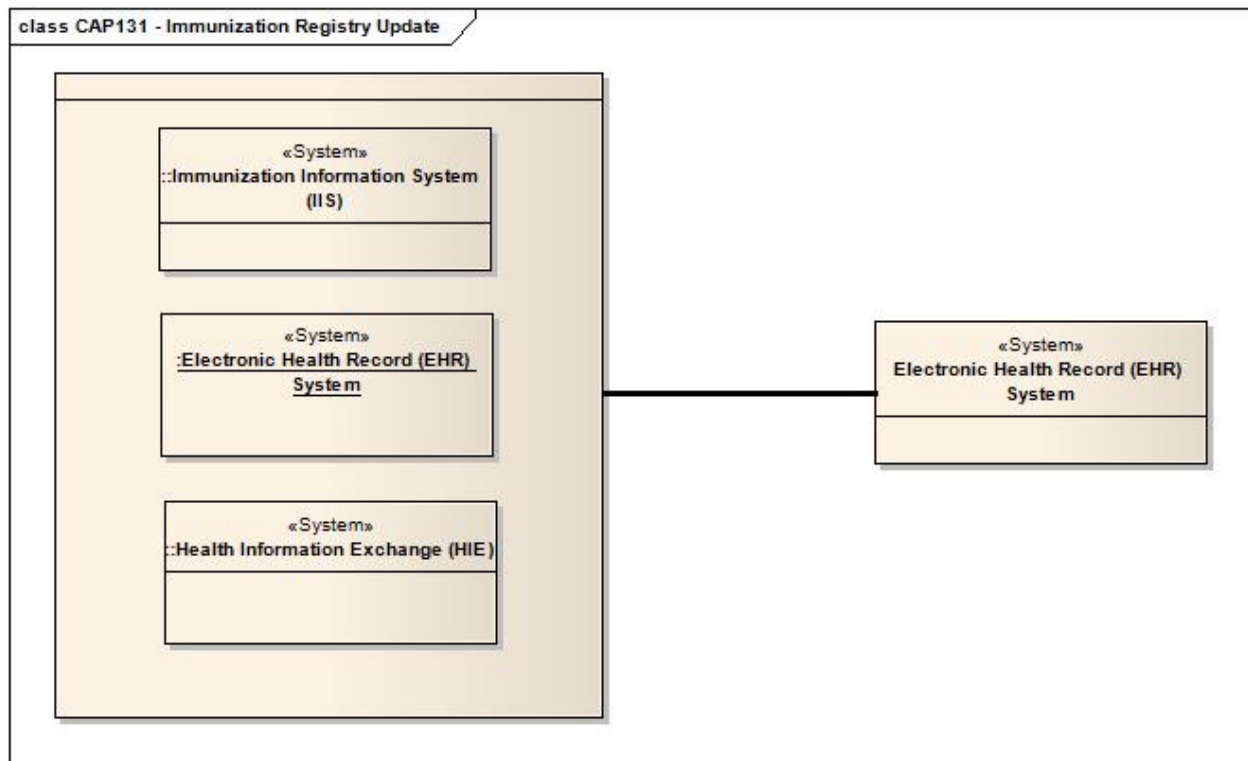 class CAP131 - Immunization Registry Update
«System»
::Immunization Information System
(IIS)
«System»
:Electronic Health Record (EHR)
System
«System»
::Health Information Exchange (HIE)
«System»
Electronic Health Record (EHR)
System